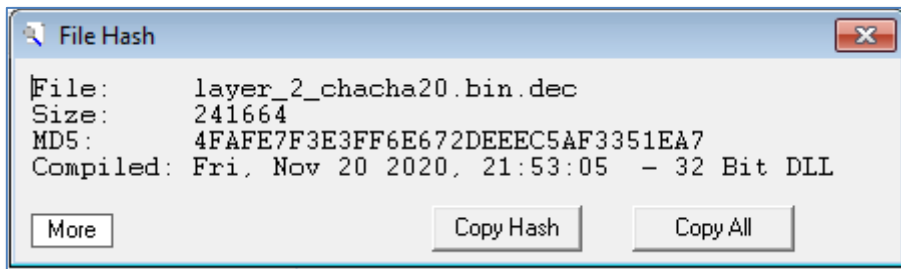 File Hash
File: layer_2_chacha20.bin.dec
Size: 241664
MD5: 4FAFE7F3E3FF6E672DEEEC5AF3351EA7
Compiled: Fri, Nov 20 2020, 21:53:05 - 32 Bit DLL
More Copy Hash Copy All